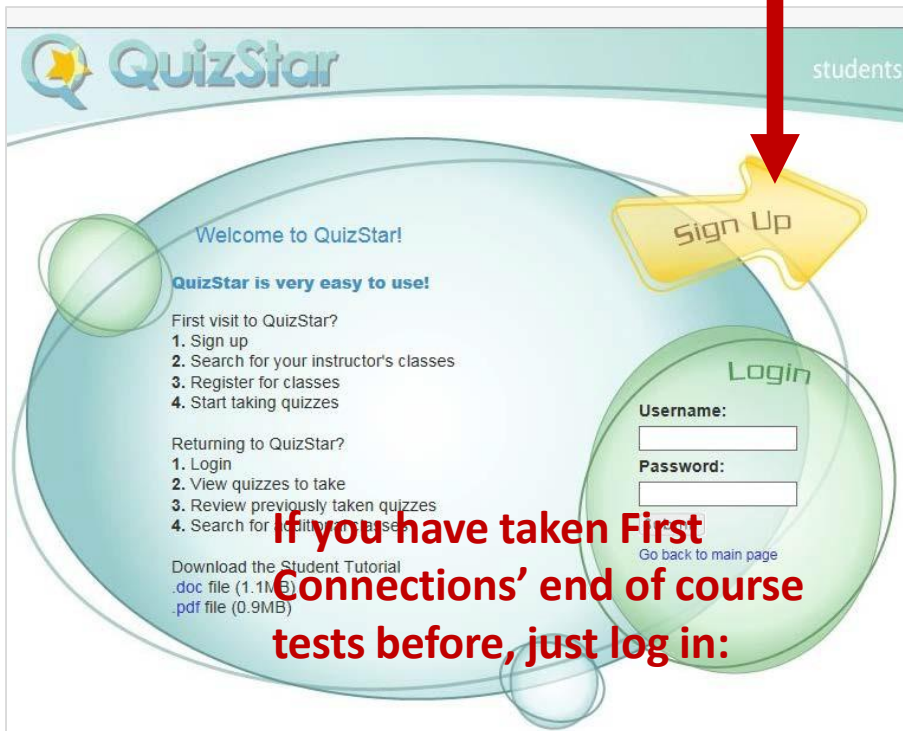 QuizStar
students
Sign Up
Welcome to QuizStar!
QuizStar is very easy to use!
First visit to QuizStar?
1. Sign up
2. Search for your instructor's classes
3. Register for classes
4. Start taking quizzes
Returning to QuizStar?
1. Login
2. View quizzes to take
3. Review previously taken quizzes
4. Search for additional classes
Download the Student Tutorial
.doc file (1.1MB)
.pdf file (0.9MB)
Login
Username:
Password:
Go back to main page
If you have taken First
Connections’ end of course
tests before, just log in: